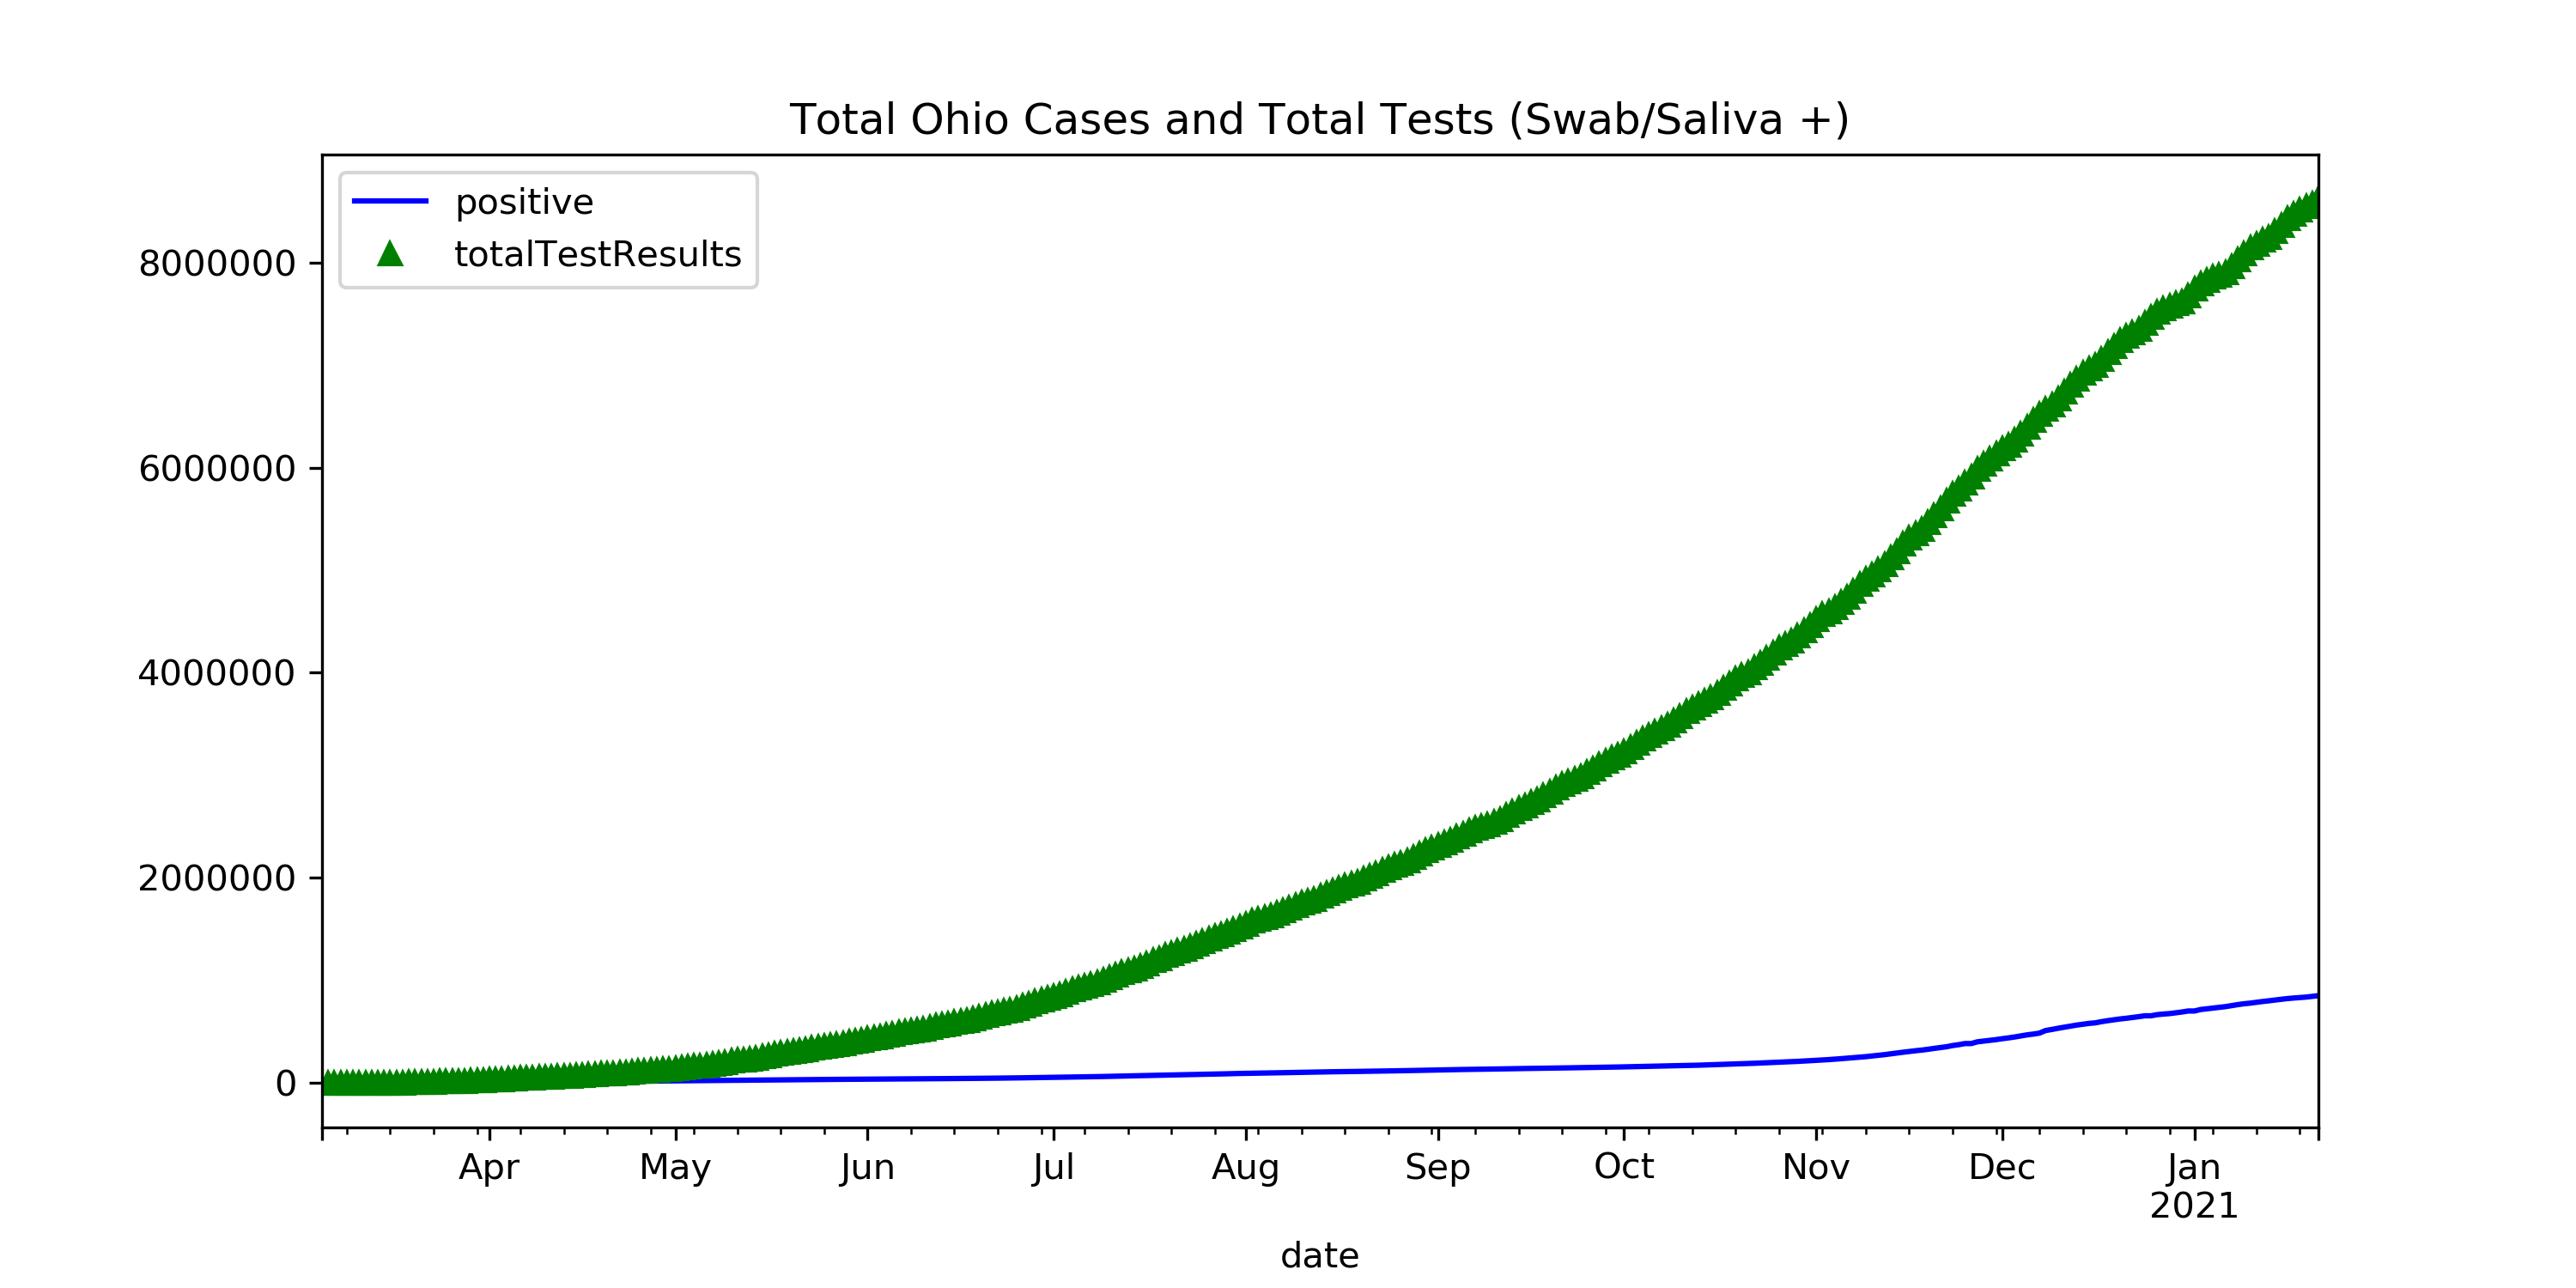 Total Ohio Cases and Total Tests (Swab/Saliva +)
positive
totalTestResults
8000000
6000000
4000000
2000000
0
Apr May Jun Jul Aug Sep Oct Nov Dec Jan
2021
date